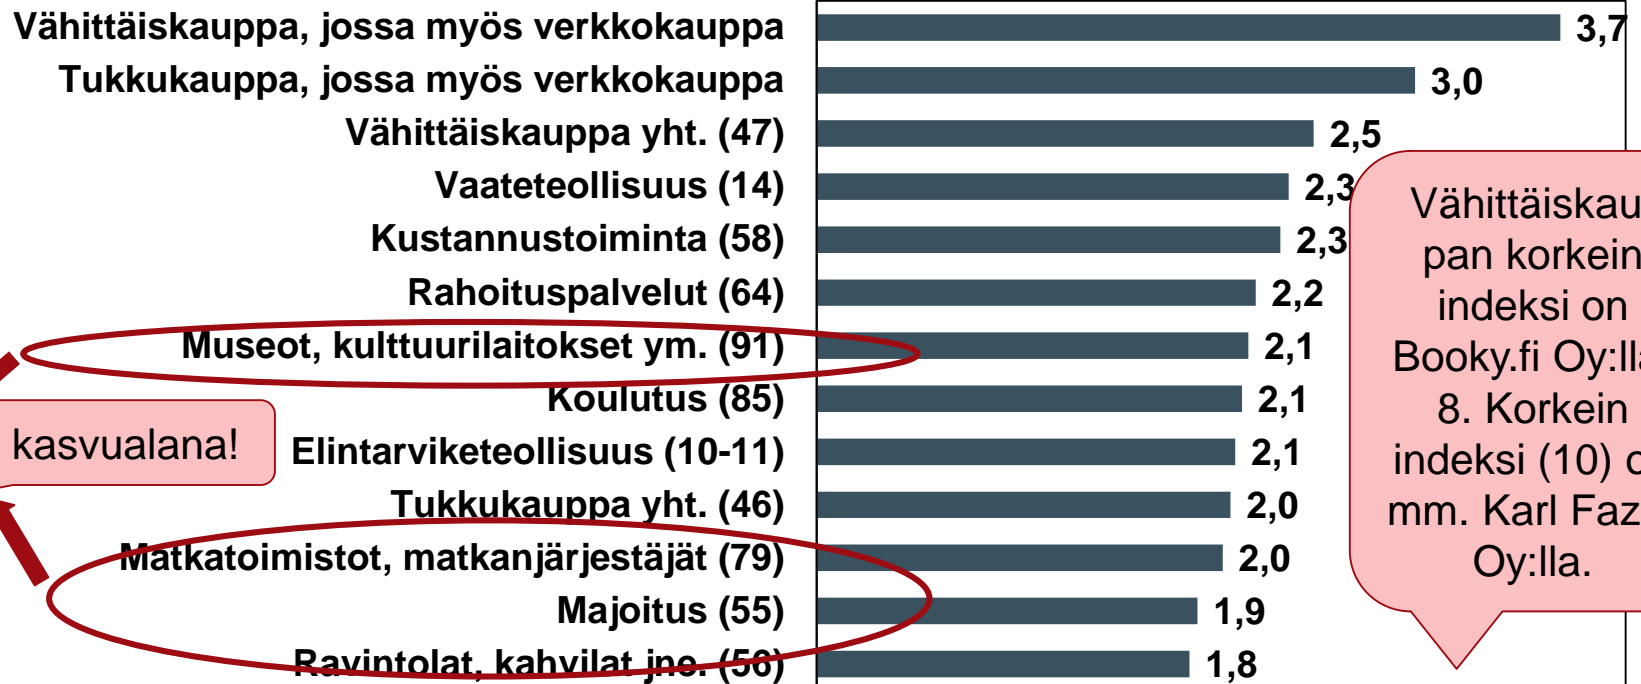 Vähittäiskauppa, jossa myös verkkokauppa 3,7
Tukkukauppa, jossa myös verkkokauppa 3,0
Vähittäiskauppa yht. (47) 2,5
Vaateteollisuus (14) 2,3
Kustannustoiminta (58) 2,3
Rahoituspalvelut (64) 2,2
Museot, kulttuurilaitokset ym. (91) 2,1
Koulutus (85) 2,1
Elintarviketeollisuus (10-11) 2,1
Tukkukauppa yht. (46) 2,0
Matkatoimistot, matkanjärjestäjät (79) 2,0
Majoitus (55) 1,9
Ravintolat, kahvilat jne. (56) 1,8
kasvualana!
Vähittäiskau
pan korkein
indeksi on
Booky.fi Oy:lla
8. Korkein
indeksi (10)
mm. Karl Faz
Oy:lla.